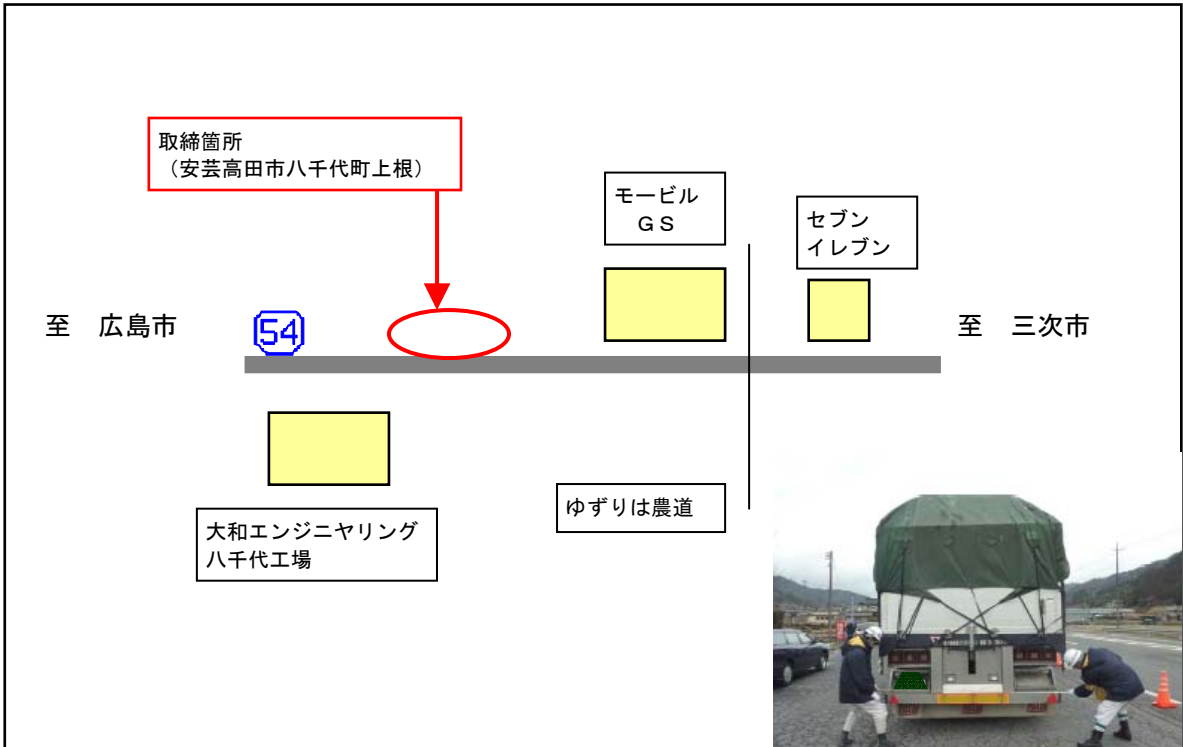 取締箇所
（安芸高田市八千代町上根）
モービル
ＧＳ
セブン
イレブン
至　広島市
54
至　三次市
大和エンジニヤリング
八千代工場
ゆずりは農道